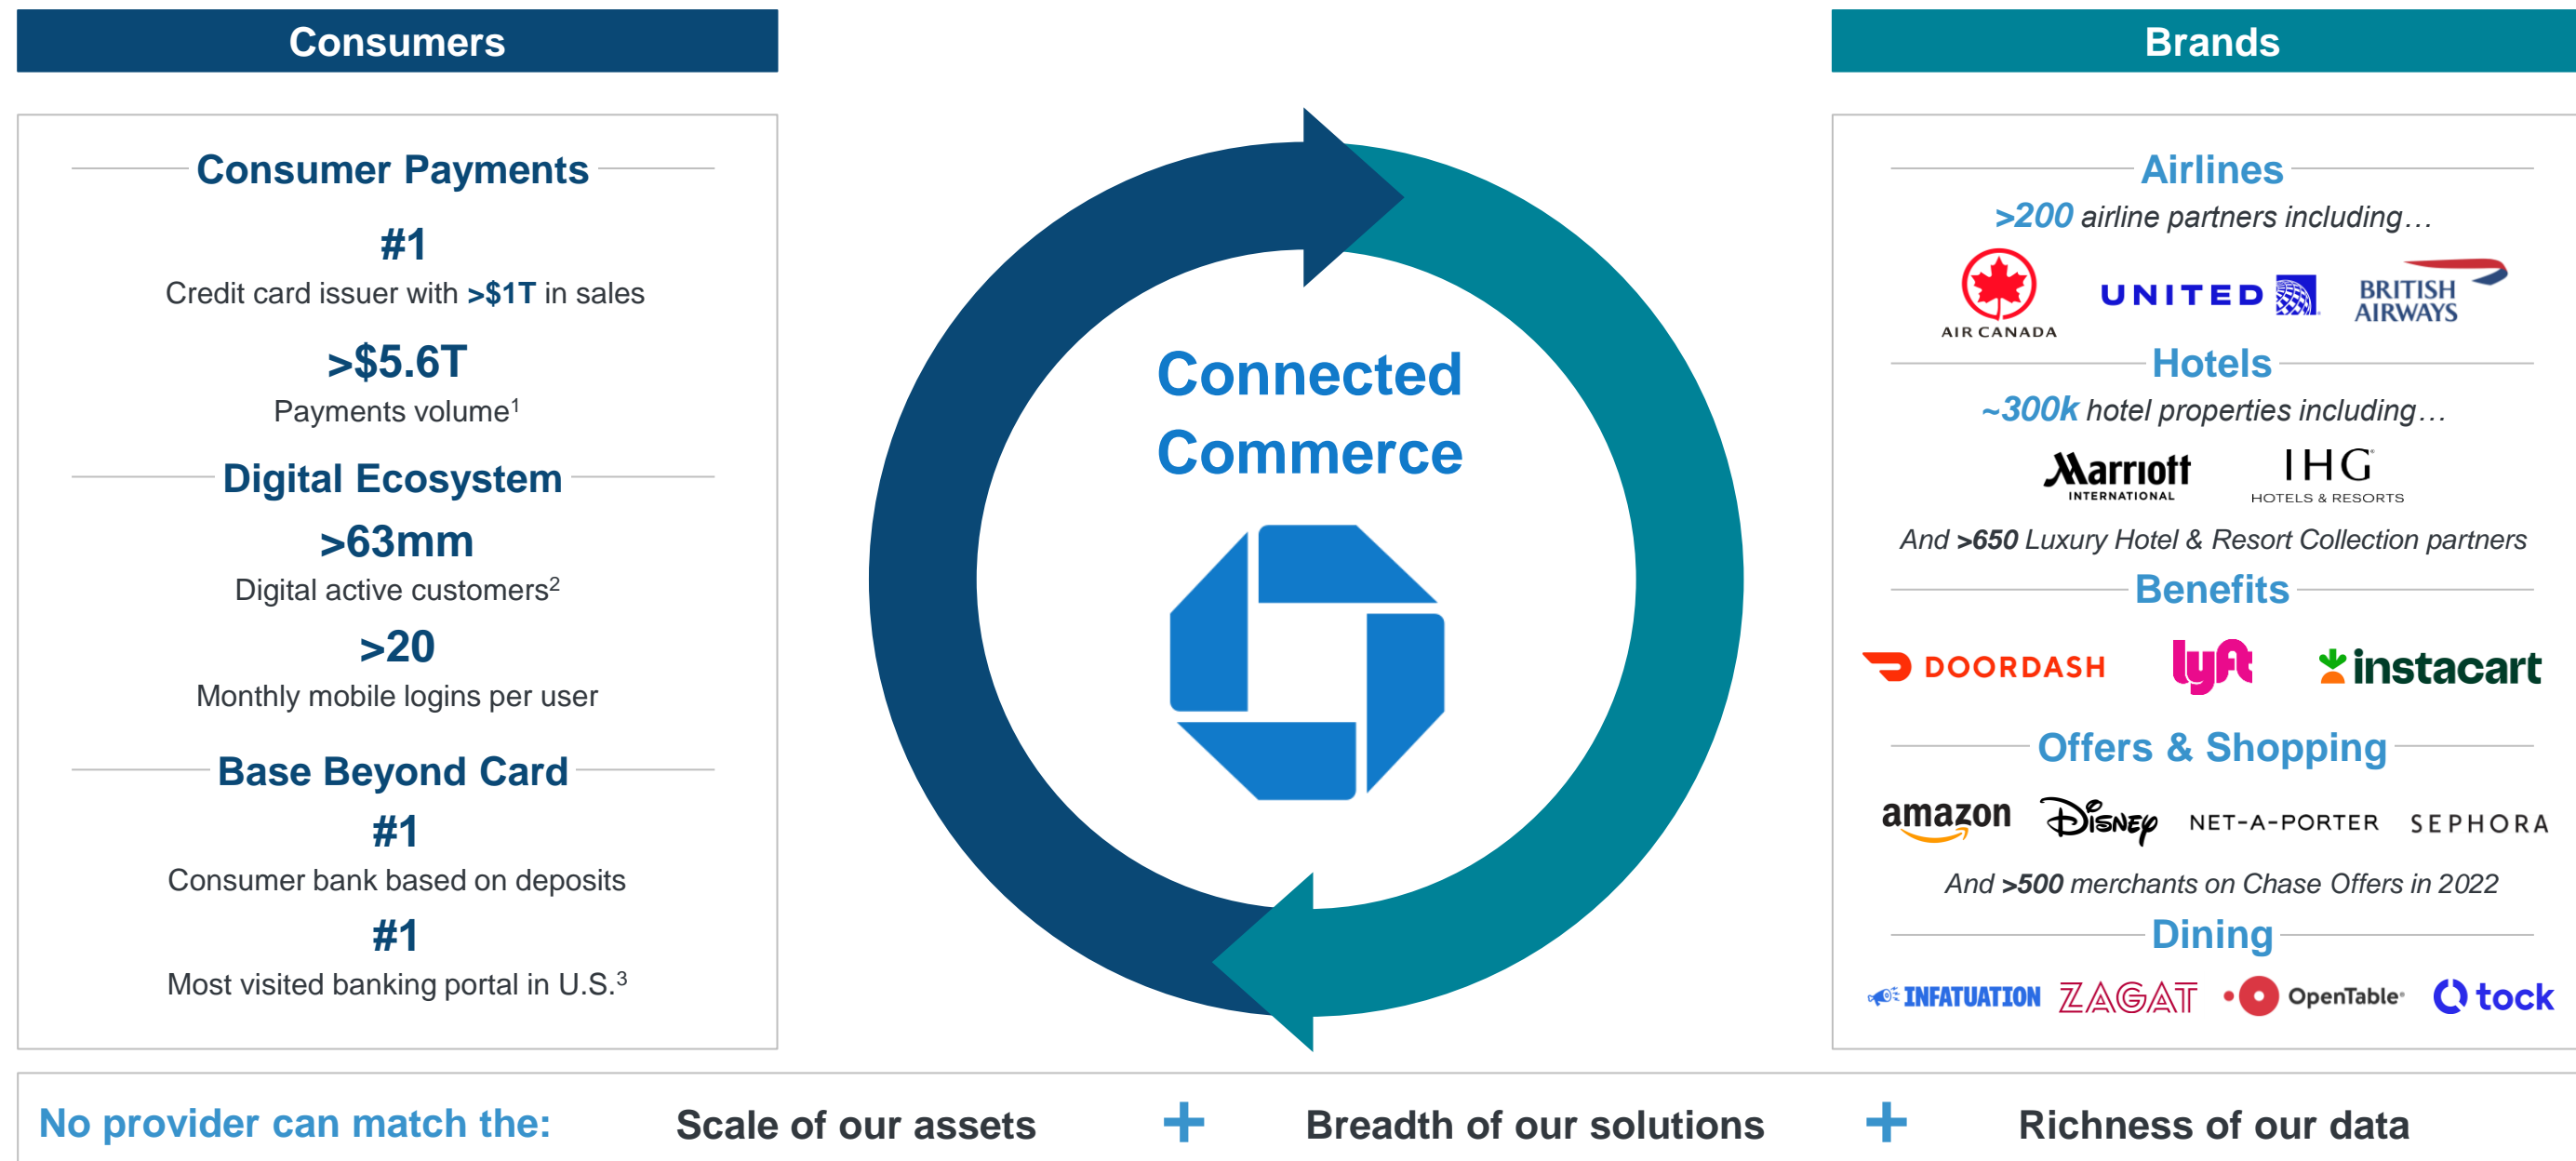 Consumers
Consumer Payments
#1
Credit card issuer with >$1T in sales
>$5.6T
Payments volume¹
Digital Ecosystem
>63mm
Digital active customers²
>20
Monthly mobile logins per user
Base Beyond Card
#1
Consumer bank based on deposits
#1
Most visited banking portal in U.S.³
Connected
Commerce
Brands
Airlines
>200 airline partners including…
AIR CANADA
UNITED
BRITISH
AIRWAYS
Hotels
~300k hotel properties including…
Marriott
INTERNATIONAL
IHG
HOTELS & RESORTS
And >650 Luxury Hotel & Resort Collection partners
Benefits
DOORDASH
lyft
instacart
Offers & Shopping
amazon
Disney
NET-A-PORTER
SEPHORA
And >500 merchants on Chase Offers in 2022
Dining
INFATUATION
ZAGAT
OpenTable
tock
No provider can match the:
Scale of our assets
+
Breadth of our solutions
+
Richness of our data